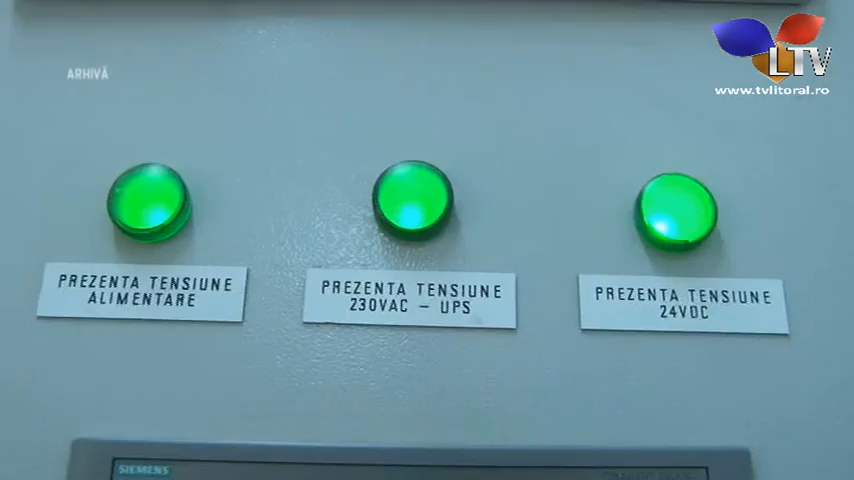 ARHIVĂ
LTV
www.tvlitoral.ro
PREZENTA TENSIUNE
ALIMENTARE
PREZENTA TENSIUNE
230VAC – UPS
PREZENTA TENSIUNE
24VDC
SIEMENS